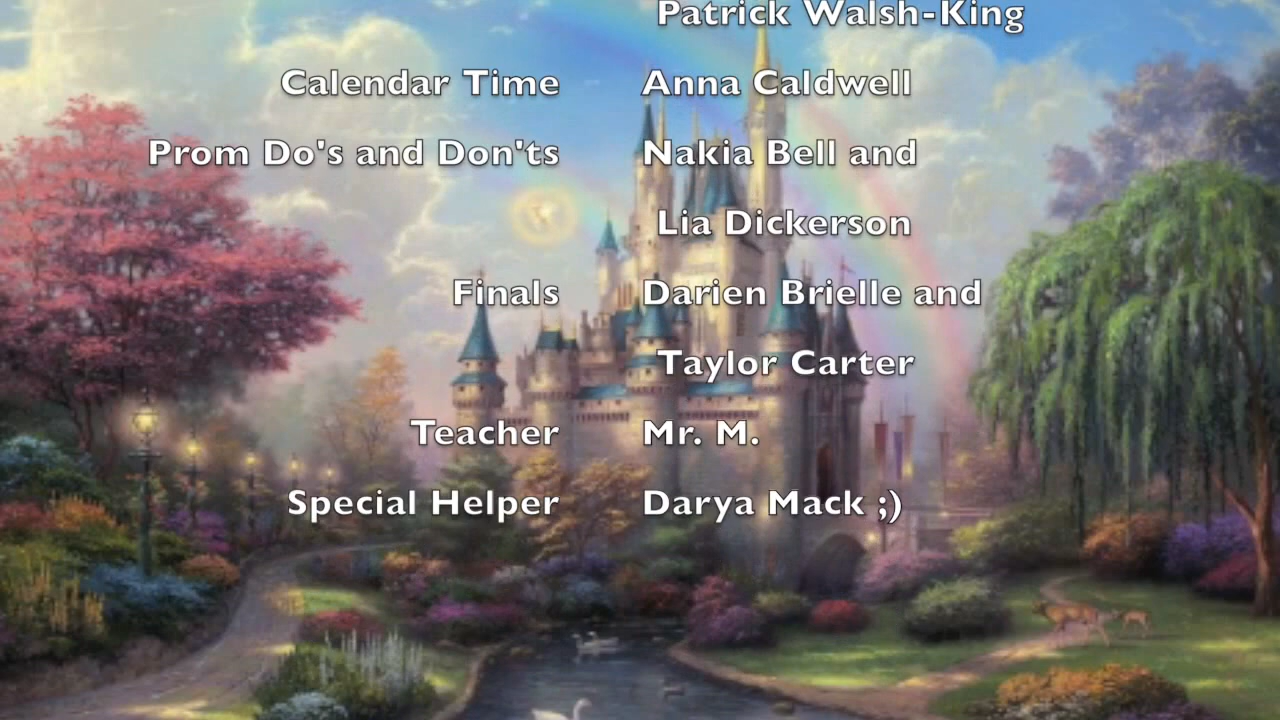 Patrick Walsh-King
Calendar Time Anna Caldwell
Prom Do's and Don'ts Nakia Bell and
Lia Dickerson
Finals Darien Brielle and
Taylor Carter
Teacher Mr. M.
Special Helper Darya Mack ;)